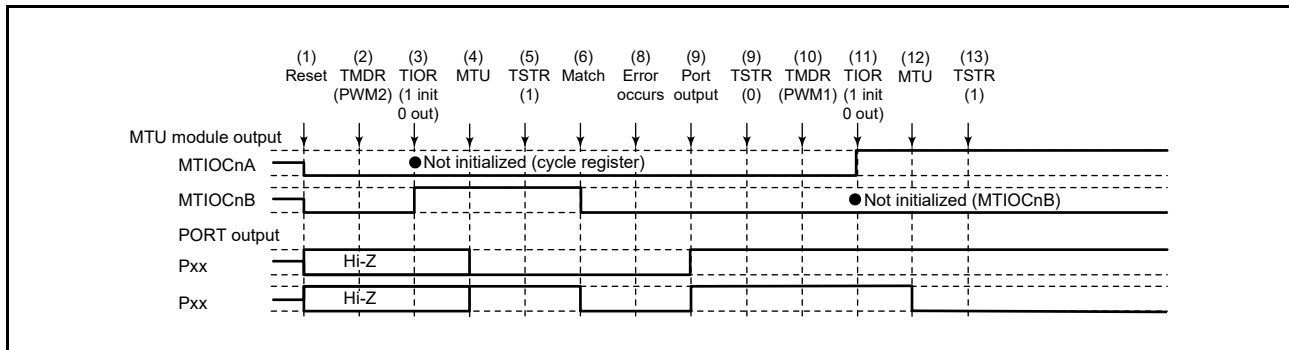 (1) (2) (3) (4) (5) (6) (8) (9) (9) (10) (11) (12) (13)
Reset TMDR TIOR MTU TSTR Match Error Port TSTR TMDR TIOR MTU TSTR
(PWM2) (1 init (1) occurs output (0) (PWM1) (1 init (1)
0 out) 0 out)
MTU module output
MTIOCnA ●Not initialized (cycle register)
MTIOCnB ●Not initialized (MTIOCnB)
PORT output
Pxx Hi-Z
Pxx Hi-Z